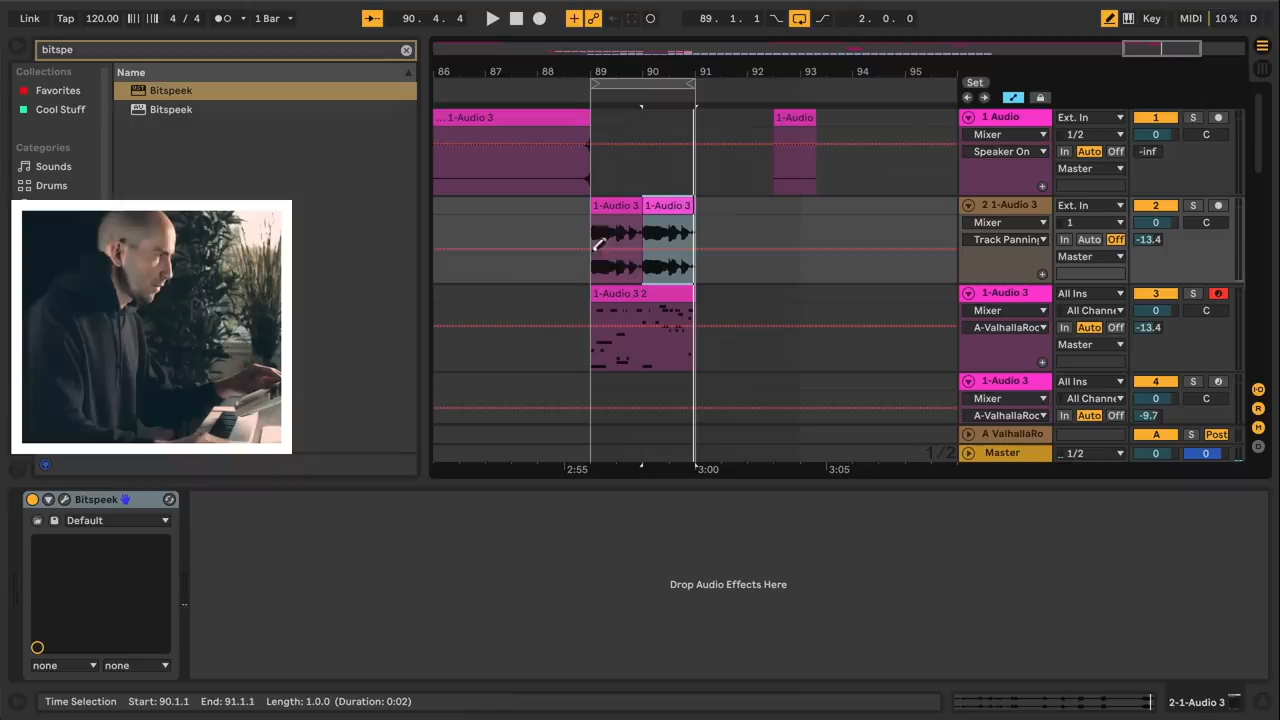 Link Tap 120.00 4 / 4 1 Bar 90. 4. 4 89. 1. 1 2. 0. 0 Key MIDI 10 % D
bitspe
Collections
Favorites
Cool Stuff
Categories
Sounds
Drums
Name
Bitspeek
Bitspeek
86 87 88 89 90 91 92 93 94 95
Set
... 1-Audio 3 1-Audio
1-Audio 3 1-Audio 3
1-Audio 3 2
1/2
2:55 3:00 3:05
1 Audio Ext. In 1 S
Mixer 1/2 0 C
Speaker On In Auto Off -inf
Master
2 1-Audio 3 Ext. In 2 S
Mixer 1 0 C
Track Panning In Auto Off -13.4
Master
1-Audio 3 All Ins 3 S
Mixer All Channe 0 C
A-ValhallaRoo In Auto Off -13.4
Master
1-Audio 3 All Ins 4 S
Mixer All Channe 0 C
A-ValhallaRoo In Auto Off -9.7
A ValhallaRo A S Post
Master 1/2 0 0
I·O
R
M
D
Bitspeek
Default
none none
Drop Audio Effects Here
Time Selection Start: 90.1.1 End: 91.1.1 Length: 1.0.0 (Duration: 0:02)
2-1-Audio 3